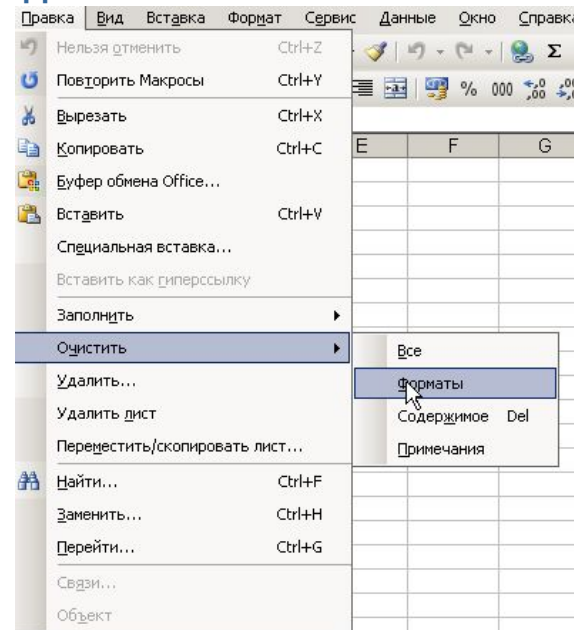 Правка Вид Вставка Формат Сервис Данные Окно Справка
Нельзя отменить Ctrl+Z
Повторить Макросы Ctrl+Y
% 000 ,00
Вырезать Ctrl+X
Копировать Ctrl+C
E F G
Буфер обмена Office...
Вставить Ctrl+V
Специальная вставка...
Вставить как гиперссылку
Заполнить
Очистить
Все
Удалить...
Форматы
Удалить лист
Содержимое Del
Переместить/скопировать лист...
Примечания
Найти... Ctrl+F
Заменить... Ctrl+H
Перейти... Ctrl+G
Связи...
Объект